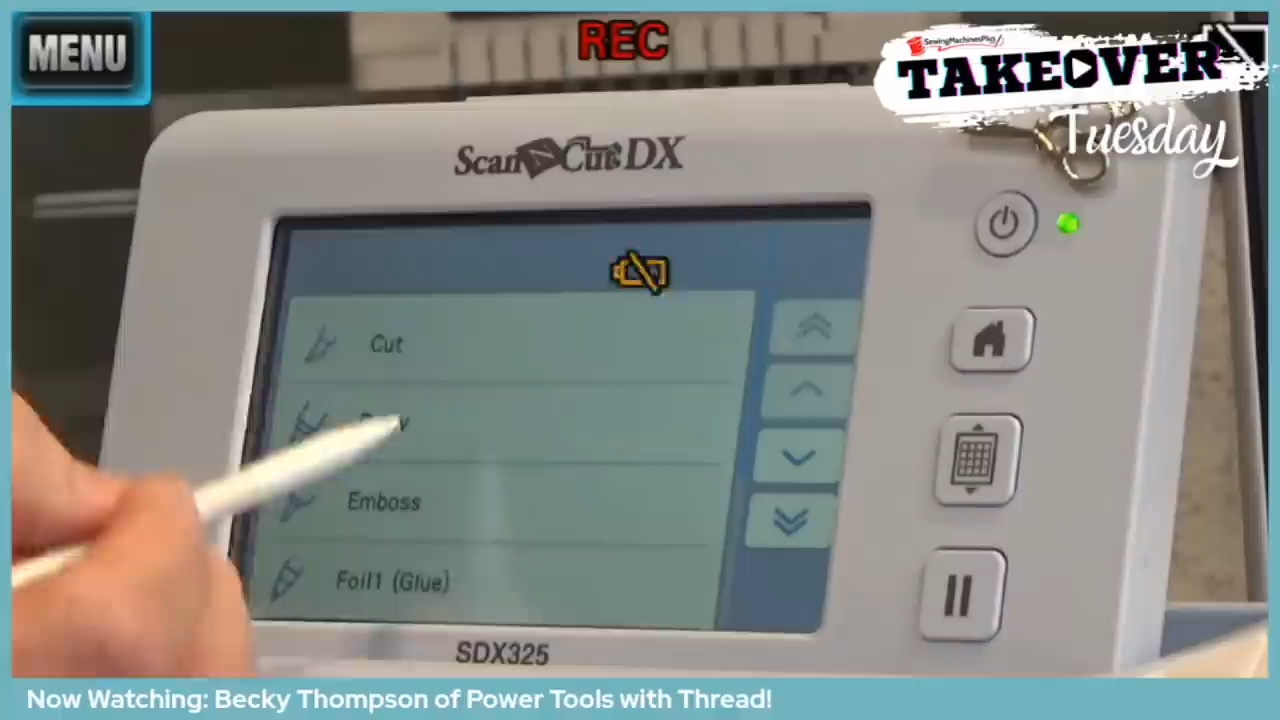 MENU
REC
SewingMachinesPlus
TAKEOVER
Tuesday
ScanNCut DX
Cut
Emboss
Foil1 (Glue)
SDX325
Now Watching: Becky Thompson of Power Tools with Thread!